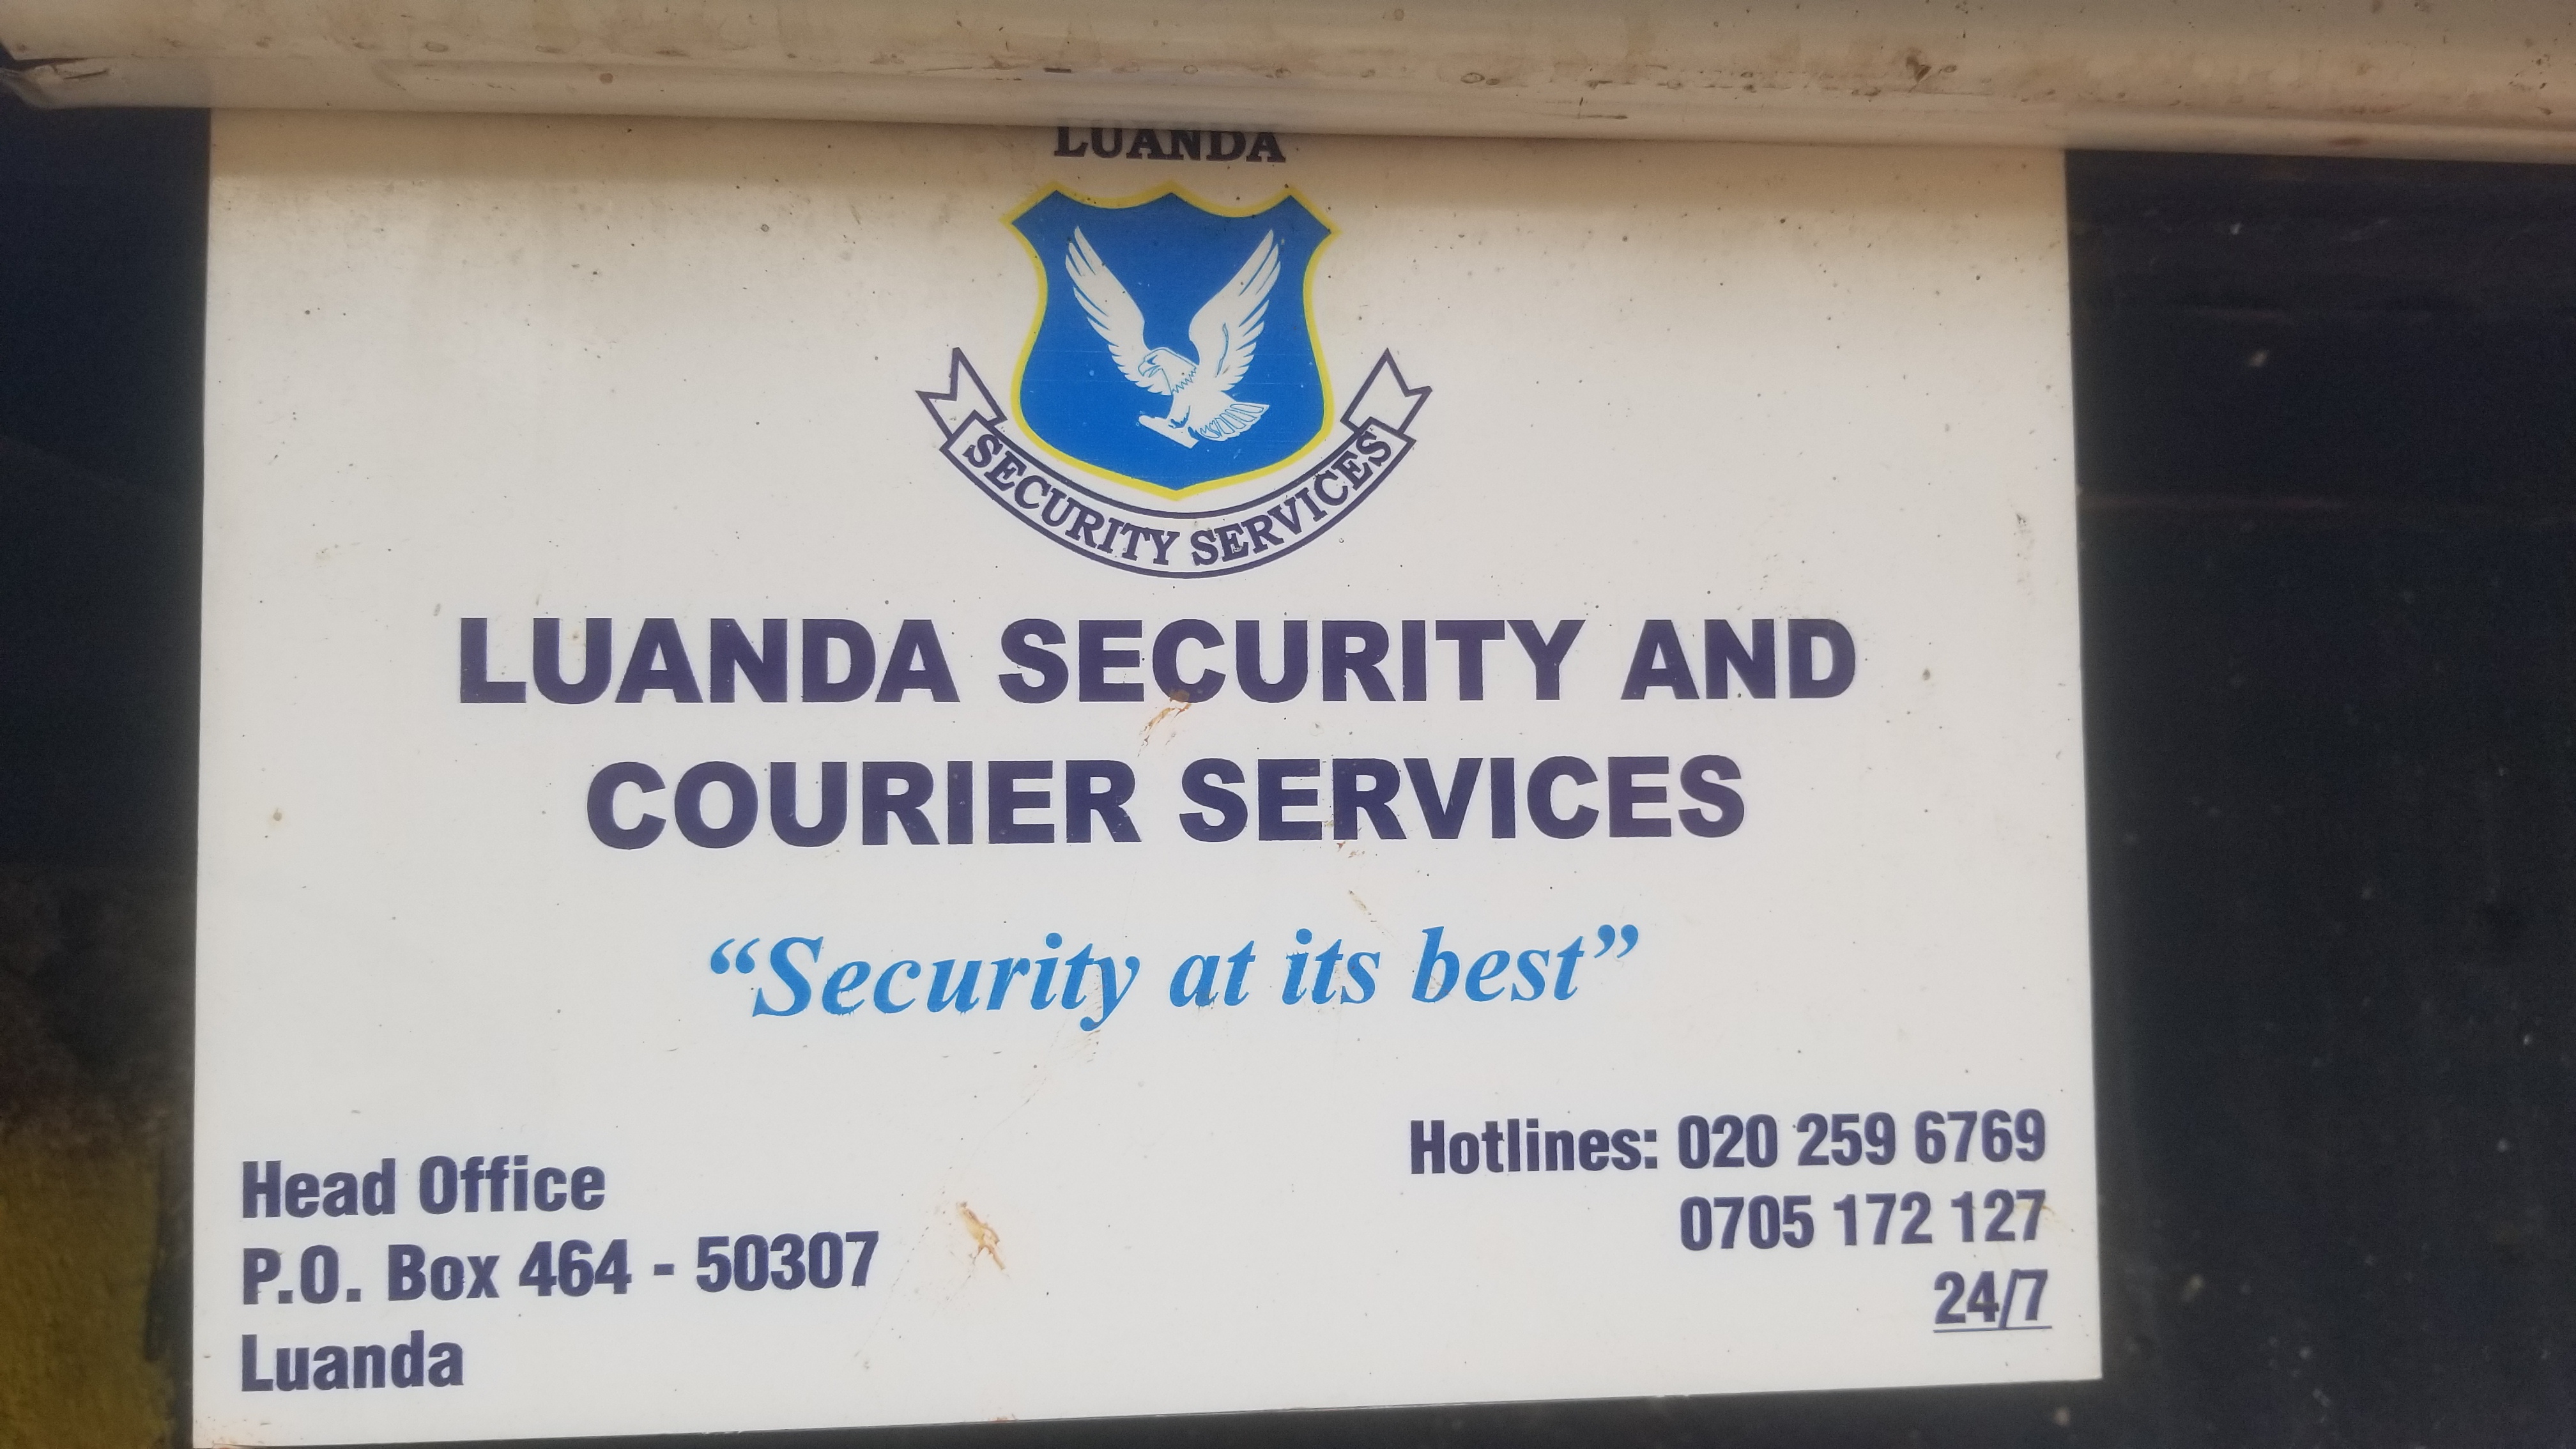 LUANDA
SECURITY SERVICES
LUANDA SECURITY AND
COURIER SERVICES
“Security at its best”
Head Office
P.O. Box 464 - 50307
Luanda
Hotlines: 020 259 6769
0705 172 127
24/7